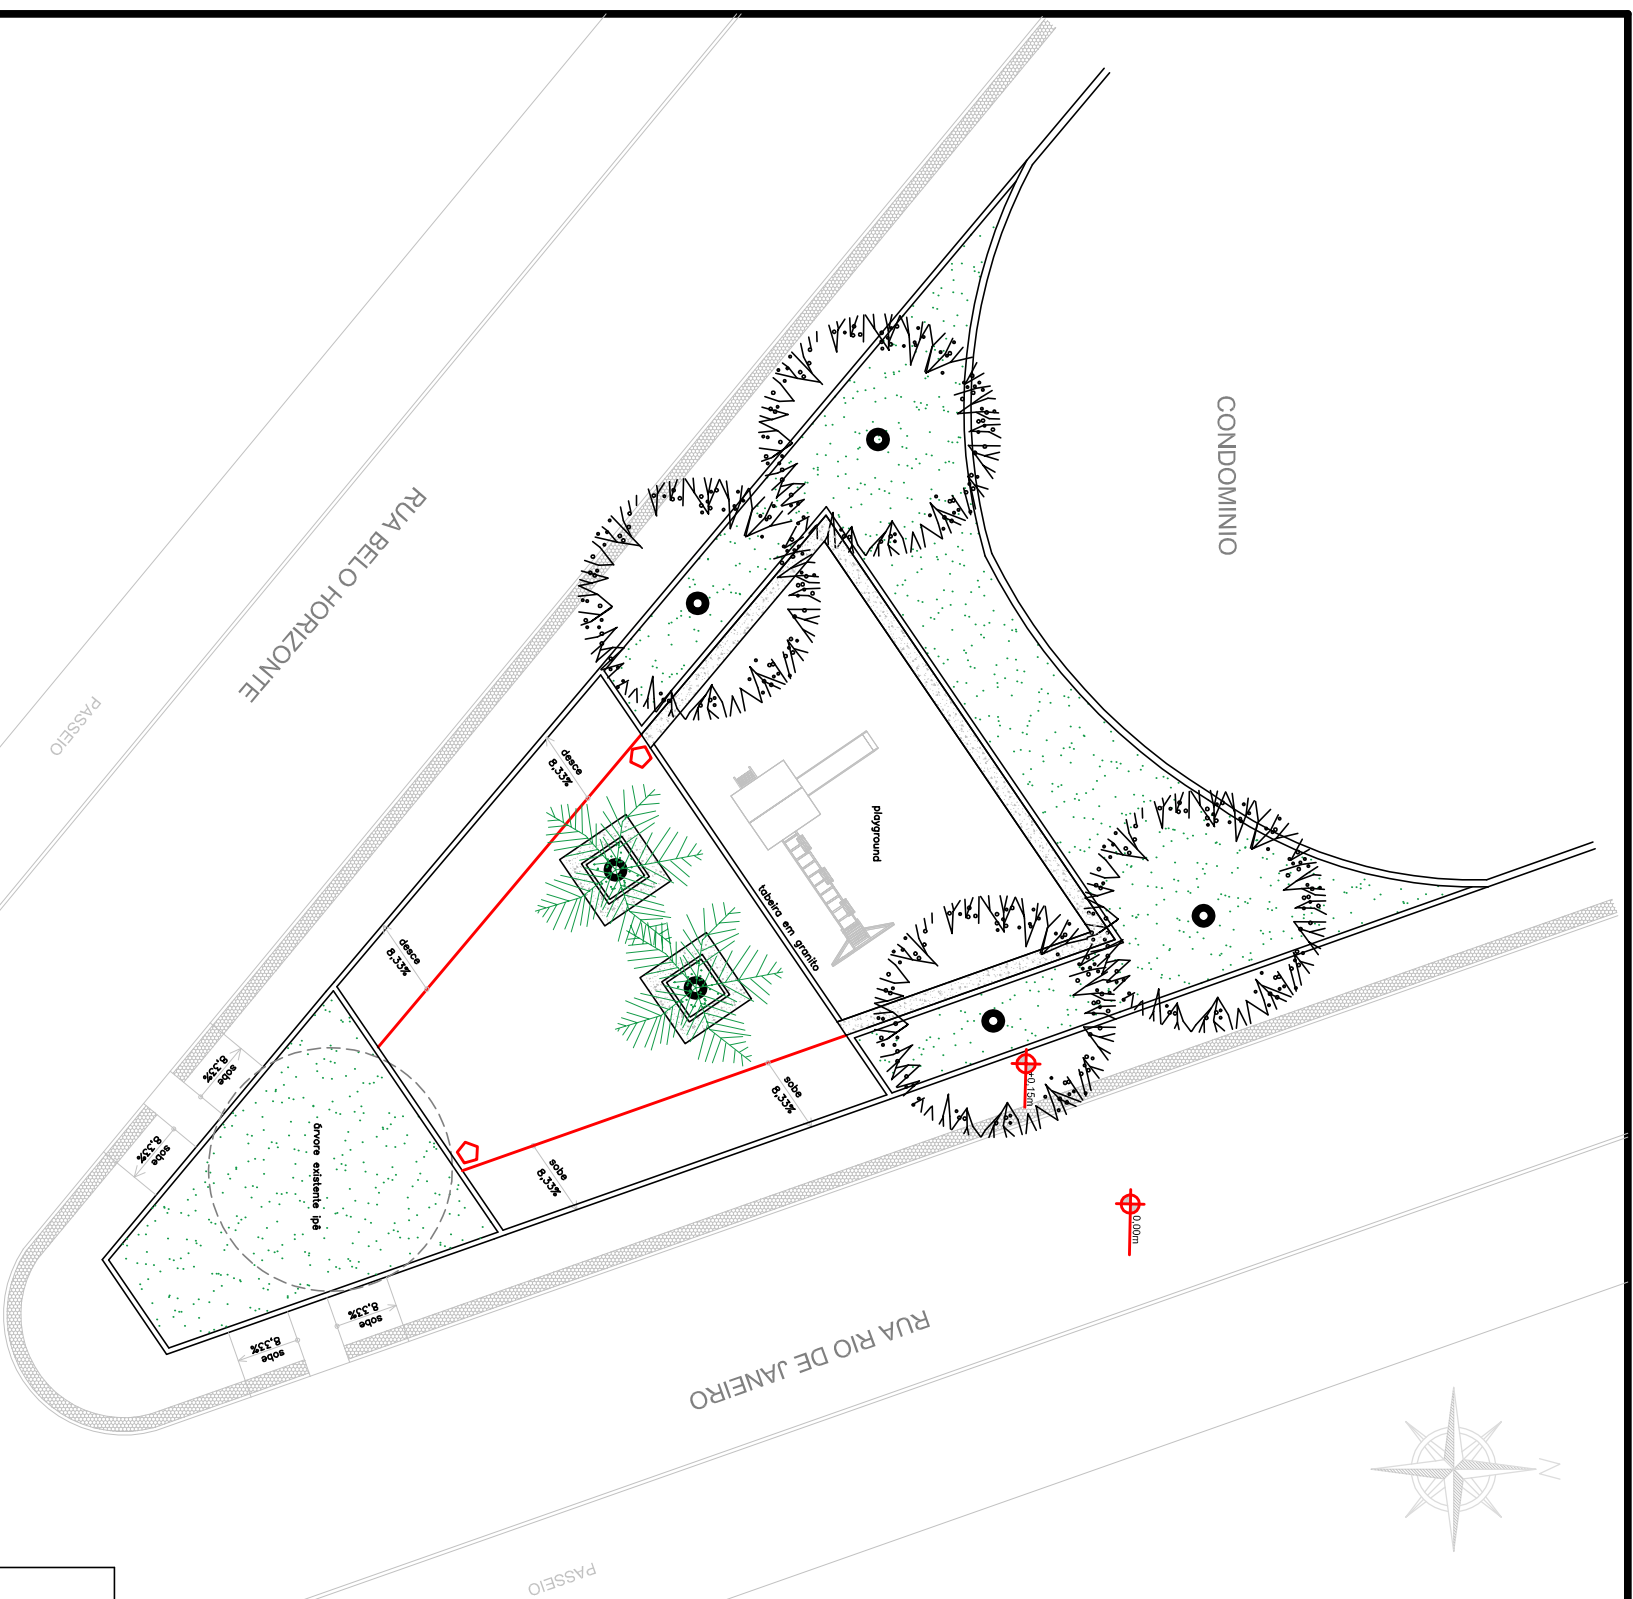 CONDOMINIO
RUA BELO HORIZONTE
PASSEIO
desce
8,33%
playground
tabeira em granito
desce
8,33%
sobe
8,33%
+0.15m
sobe
8,33%
sobe
8,33%
árvore existente ipê
sobe
8,33%
0.00m
sobe
8,33%
sobe
8,33%
RUA RIO DE JANEIRO
N
PASSEIO